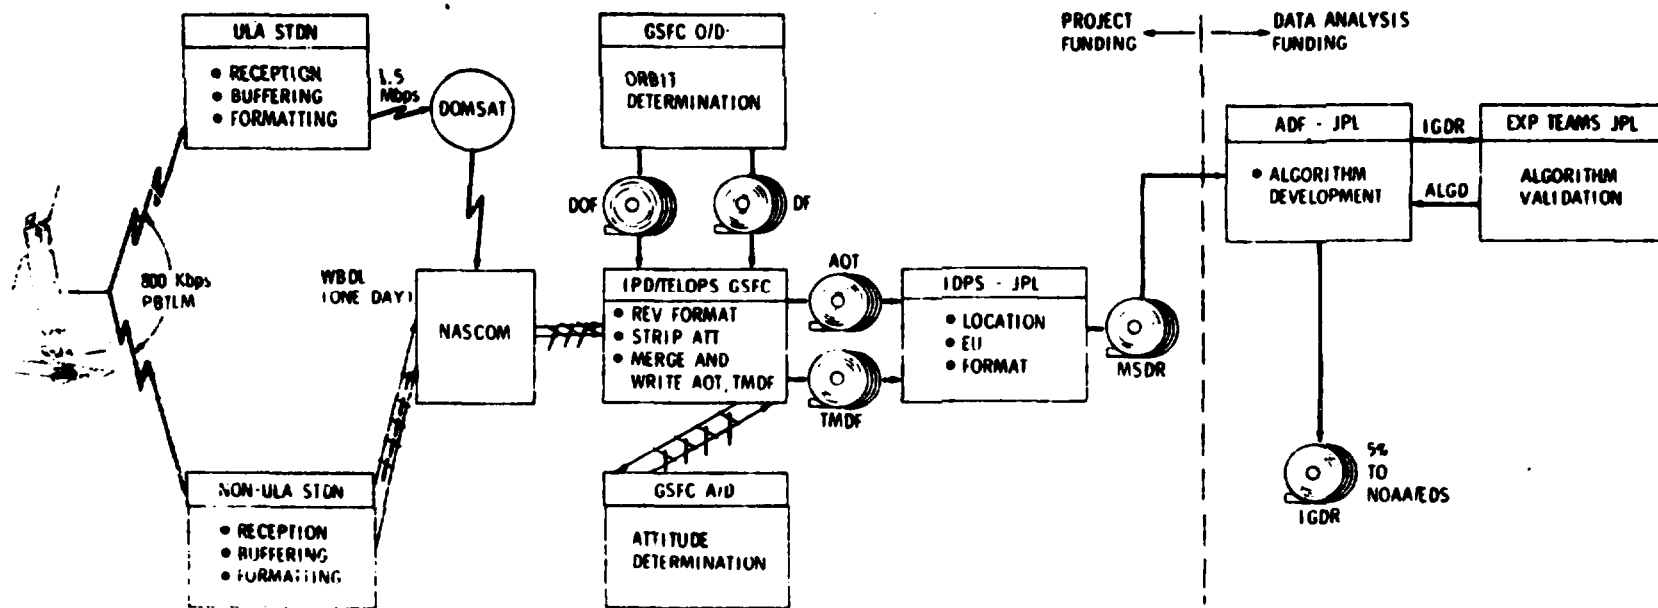 ULA STDN
• RECEPTION
• BUFFERING
• FORMATTING
1.5
Mbps
DOMSAT
800 Kbps
PBTLM
WBDL
(ONE DAY)
NASCOM
NON-ULA STDN
• RECEPTION
• BUFFERING
• FORMATTING
GSFC O/D
ORBIT
DETERMINATION
DOF
DF
IPD/TELOPS GSFC
• REV FORMAT
• STRIP ATT
• MERGE AND
WRITE AOT, TMDF
GSFC A/D
ATTITUDE
DETERMINATION
AOT
TMDF
IDPS - JPL
• LOCATION
• EU
• FORMAT
MSDR
PROJECT
FUNDING
DATA ANALYSIS
FUNDING
ADF - JPL
• ALGORITHM
DEVELOPMENT
IGDR
ALGO
EXP TEAMS JPL
ALGORITHM
VALIDATION
IGDR
5%
TO
NOAA/EDS